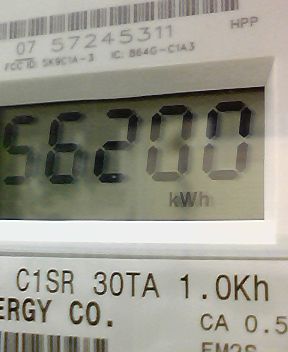 HPP
07 57245311
FCC ID: SK9C1A-3 IC: 864G-C1A3
56200
kWh
C1SR 30TA 1.0Kh
ERGY CO.
CA 0.5